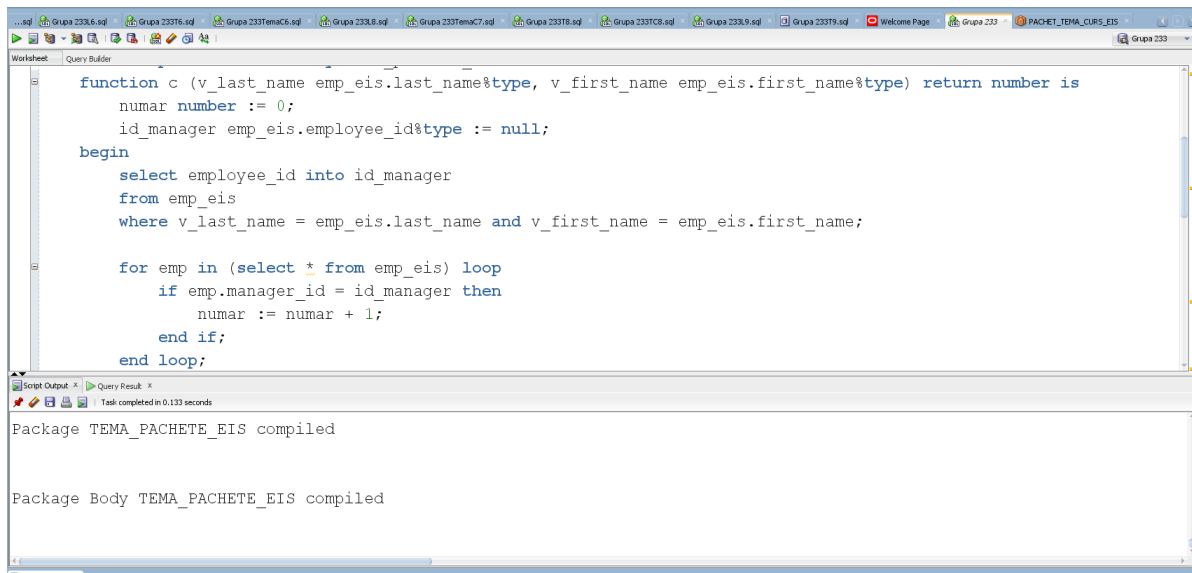 ...sql Grupa 233L6.sql Grupa 233T6.sql Grupa 233TemaC6.sql Grupa 233L8.sql Grupa 233TemaC7.sql Grupa 233T8.sql Grupa 233TC8.sql Grupa 233L9.sql Grupa 233T9.sql Welcome Page Grupa 233 PACHET_TEMA_CURS_EIS
Grupa 233
Worksheet Query Builder
function c (v_last_name emp_eis.last_name%type, v_first_name emp_eis.first_name%type) return number is
numar number := 0;
id_manager emp_eis.employee_id%type := null;
begin
select employee_id into id_manager
from emp_eis
where v_last_name = emp_eis.last_name and v_first_name = emp_eis.first_name;
for emp in (select * from emp_eis) loop
if emp.manager_id = id_manager then
numar := numar + 1;
end if;
end loop;
Script Output x Query Result x
Task completed in 0.133 seconds
Package TEMA_PACHETE_EIS compiled
Package Body TEMA_PACHETE_EIS compiled